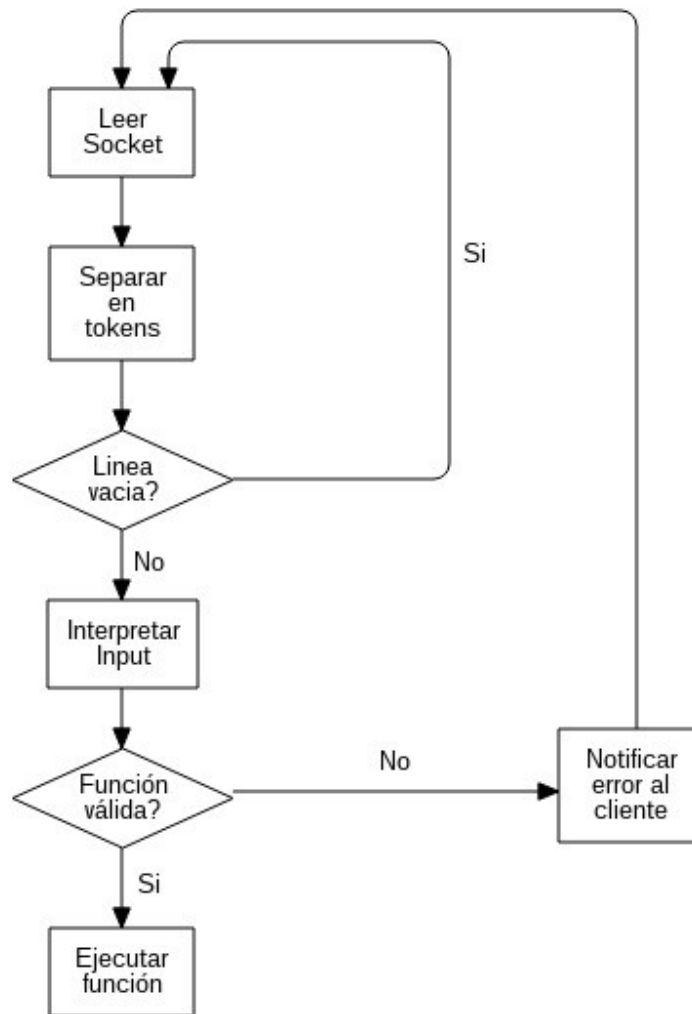 Leer
Socket
Separar
en
tokens
Si
Linea
vacia?
No
Interpretar
Input
Función
válida?
No
Notificar
error al
cliente
Si
Ejecutar
función